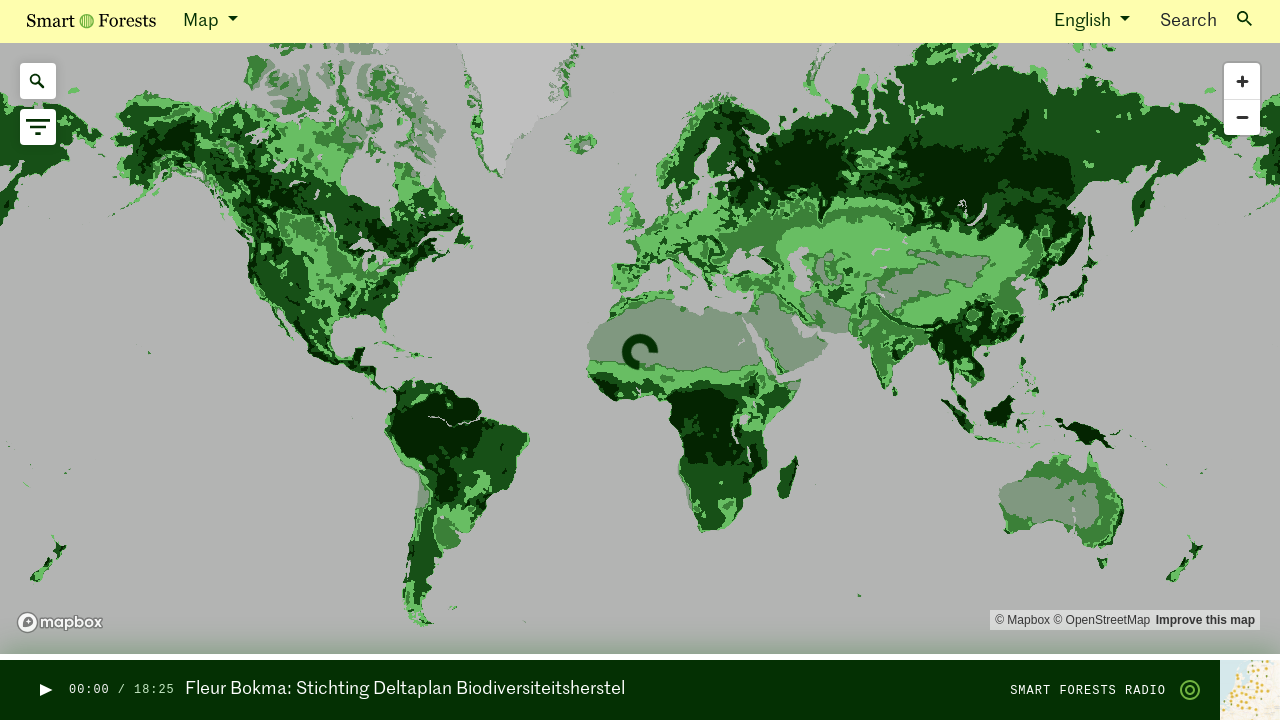 Smart Forests
Map
English
Search
mapbox
© Mapbox © OpenStreetMap Improve this map
00:00 / 18:25
Fleur Bokma: Stichting Deltaplan Biodiversiteitsherstel
SMART FORESTS RADIO